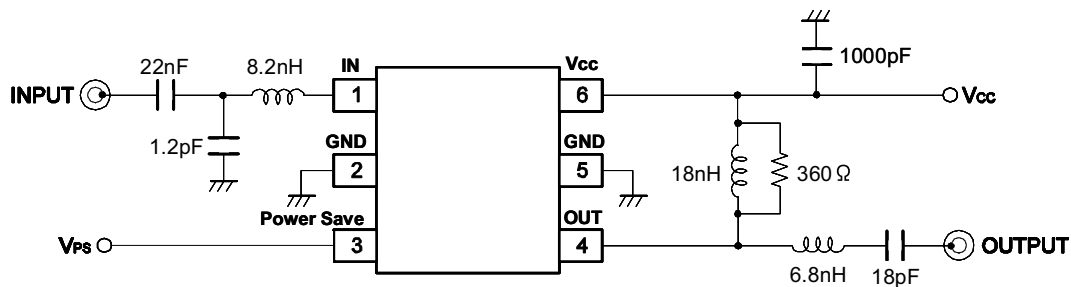 1000pF
22nF
8.2nH
IN
Vcc
INPUT
1
6
Vcc
1.2pF
GND
GND
2
5
18nH
360 Ω
Power Save
OUT
VPS
3
4
OUTPUT
6.8nH
18pF